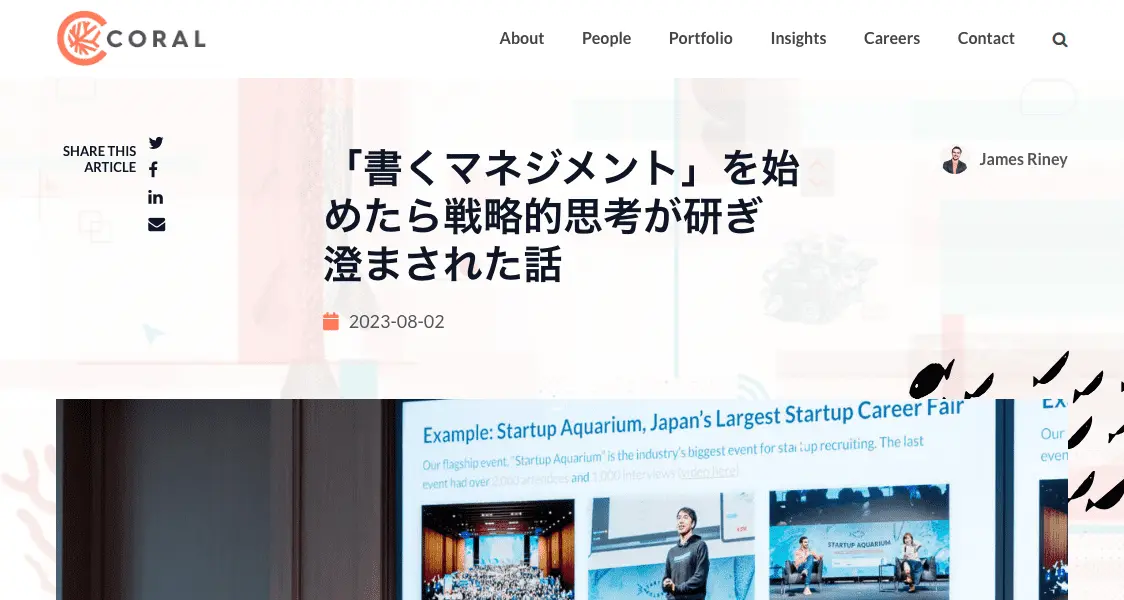 CORAL
About People Portfolio Insights Careers Contact
SHARE THIS
ARTICLE
「書くマネジメント」を始
めたら戦略的思考が研ぎ
澄まされた話
James Riney
2023-08-02
Example: Startup Aquarium, Japan's Largest Startup Career Fair
Our flagship event, "Startup Aquarium" is the industry's biggest event for startup recruiting. The last
event had over 2,000 attendees and 1,000 interviews (video here)
Our
even
STARTUP AQUARIUM